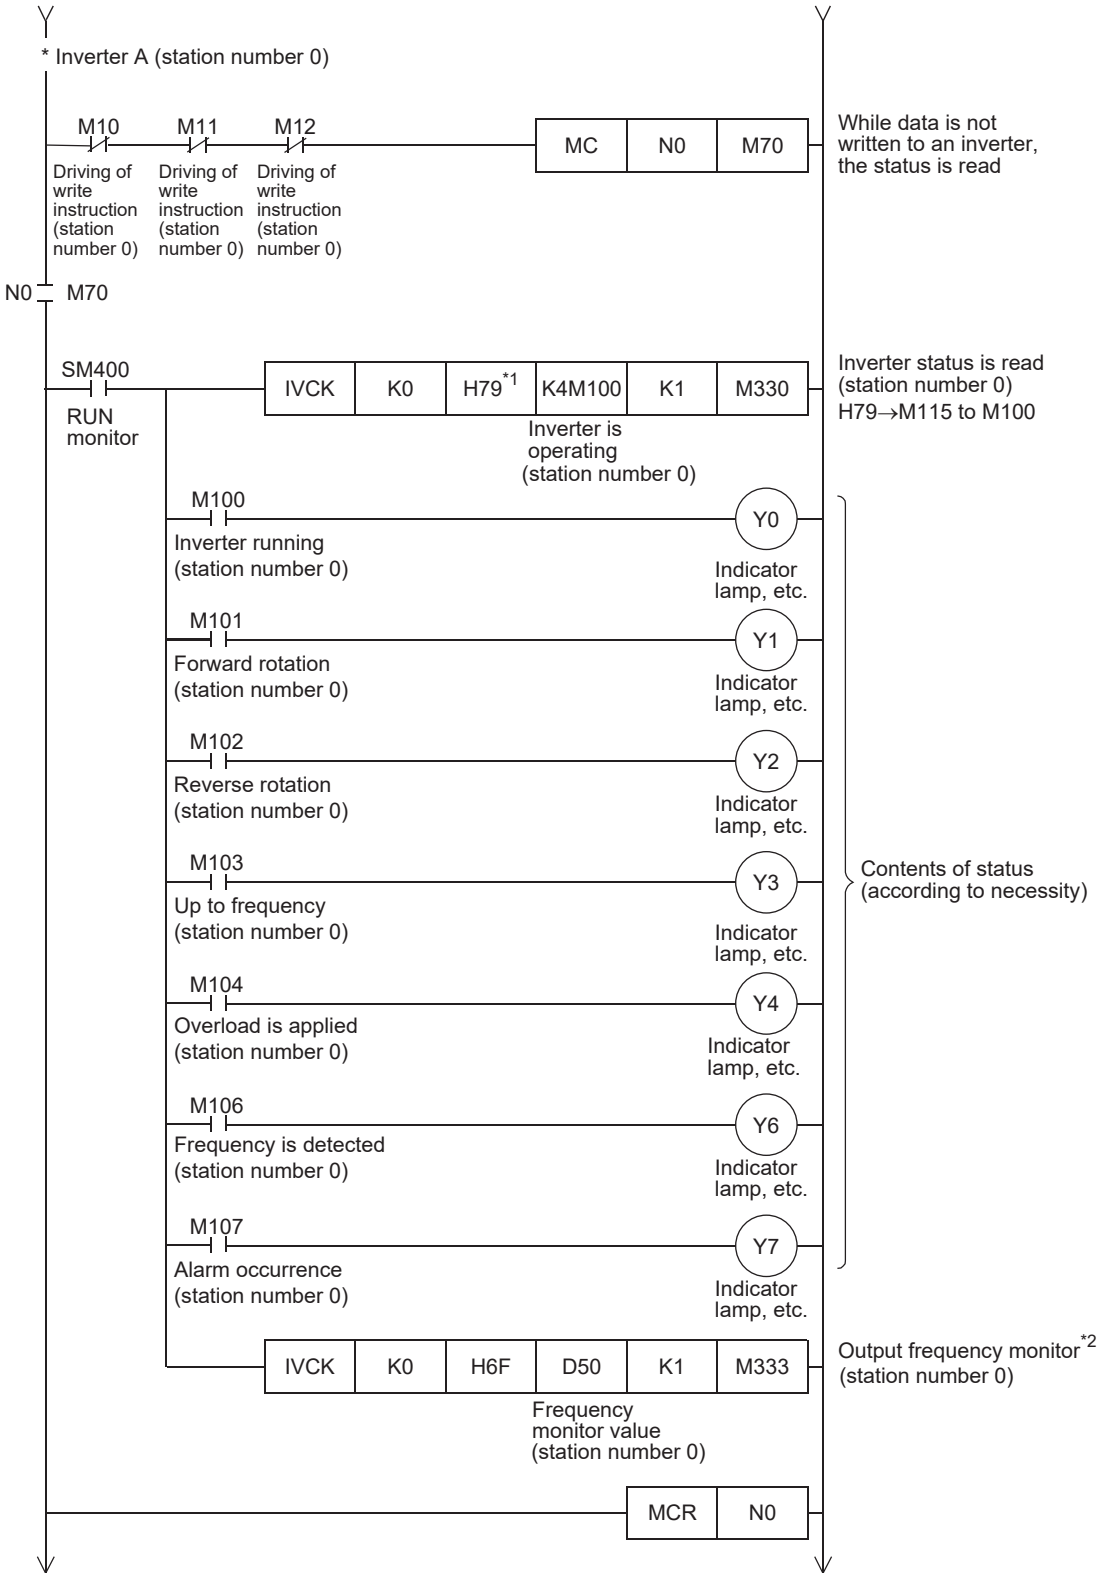 * Inverter A (station number 0)
M10 M11 M12
MC N0 M70
While data is not
written to an inverter,
the status is read
Driving of
write
instruction
(station
number 0)
Driving of
write
instruction
(station
number 0)
Driving of
write
instruction
(station
number 0)
N0 M70
SM400
RUN
monitor
IVCK K0 H79*1 K4M100 K1 M330
Inverter is
operating
(station number 0)
Inverter status is read
(station number 0)
H79→M115 to M100
M100
Inverter running
(station number 0)
Y0
Indicator
lamp, etc.
M101
Forward rotation
(station number 0)
Y1
Indicator
lamp, etc.
M102
Reverse rotation
(station number 0)
Y2
Indicator
lamp, etc.
M103
Up to frequency
(station number 0)
Y3
Indicator
lamp, etc.
Contents of status
(according to necessity)
M104
Overload is applied
(station number 0)
Y4
Indicator
lamp, etc.
M106
Frequency is detected
(station number 0)
Y6
Indicator
lamp, etc.
M107
Alarm occurrence
(station number 0)
Y7
Indicator
lamp, etc.
IVCK K0 H6F D50 K1 M333
Frequency
monitor value
(station number 0)
Output frequency monitor*2
(station number 0)
MCR N0